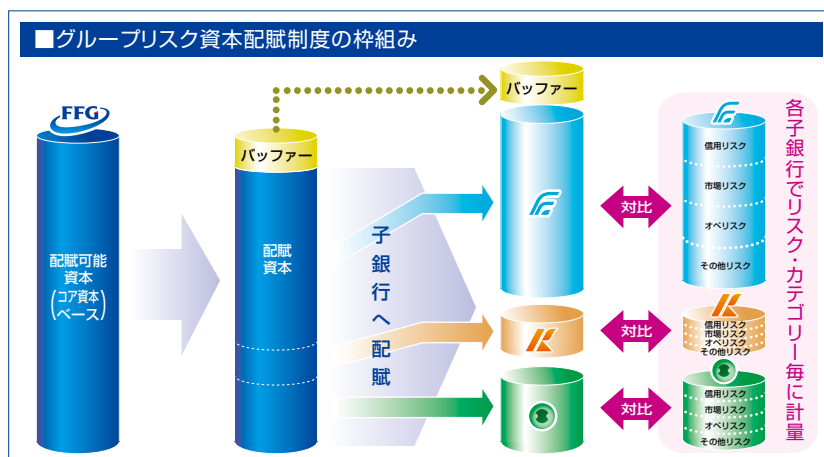 ■グループリスク資本配賦制度の枠組み
FFG
配賦可能
資本
(コア資本
ベース)
バッファー
配賦
資本
子銀行へ配賦
バッファー
対比
対比
対比
信用リスク
市場リスク
オペリスク
その他リスク
信用リスク
市場リスク
オペリスク
その他リスク
信用リスク
市場リスク
オペリスク
その他リスク
各子銀行でリスク・カテゴリー毎に計量